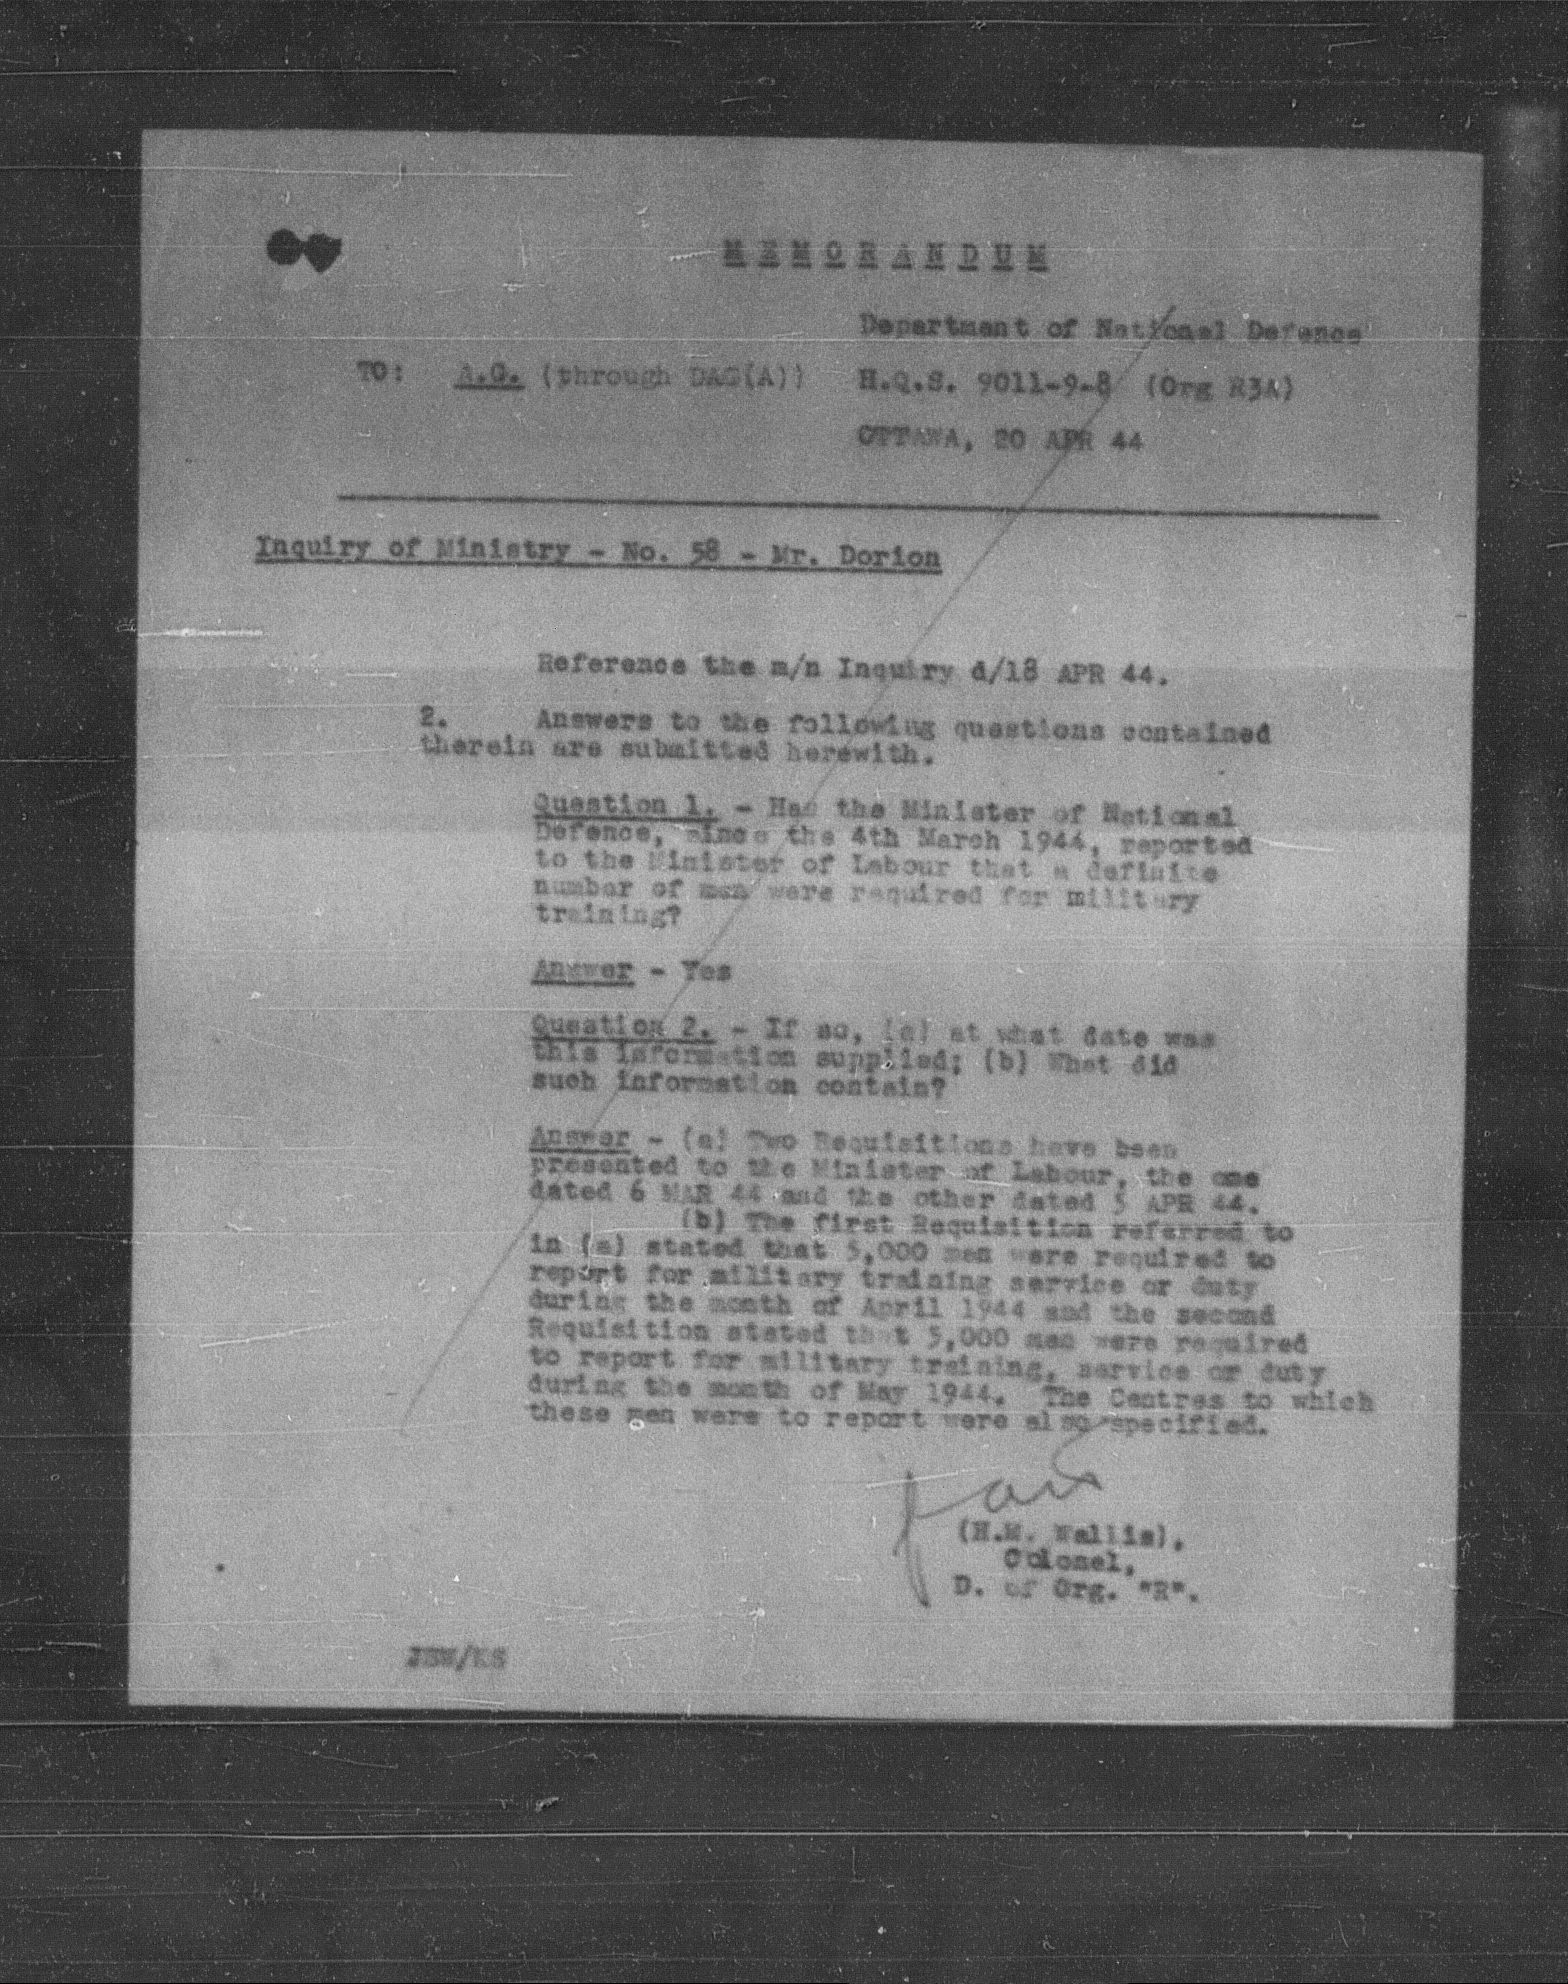 MEMORANDUM
Department of National Defence
TO: A.G. (through DAG(A)) H.Q.S. 9011-9-8 (Org R3A)
OTTAWA, 20 APR 44
Inquiry of Ministry - No. 58 - Mr. Dorion
Reference the m/n Inquiry d/18 APR 44.
2. Answers to the following questions contained
therein are submitted herewith.
Question 1. - Has the Minister of National
Defence, since the 4th March 1944, reported
to the Minister of Labour that a definite
number of men were required for military
training?
Answer - Yes
Question 2. - If so, (a) at what date was
this information supplied; (b) What did
such information contain?
Answer - (a) Two Requisitions have been
presented to the Minister of Labour, the one
dated 6 MAR 44 and the other dated 5 APR 44.
(b) The first Requisition referred to
in (a) stated that 5,000 men were required to
report for military training service or duty
during the month of April 1944 and the second
Requisition stated that 5,000 men were required
to report for military training, service or duty
during the month of May 1944. The Centres to which
these men were to report were also specified.
(H.M. Wallis),
Colonel,
D. of Org. "R".